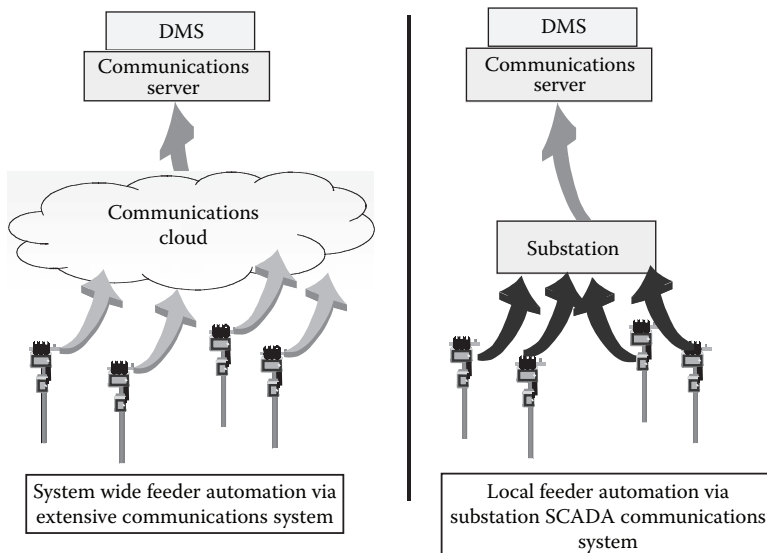 DMS
Communications
server
Communications
cloud
System wide feeder automation via
extensive communications system
DMS
Communications
server
Substation
Local feeder automation via
substation SCADA communications
system